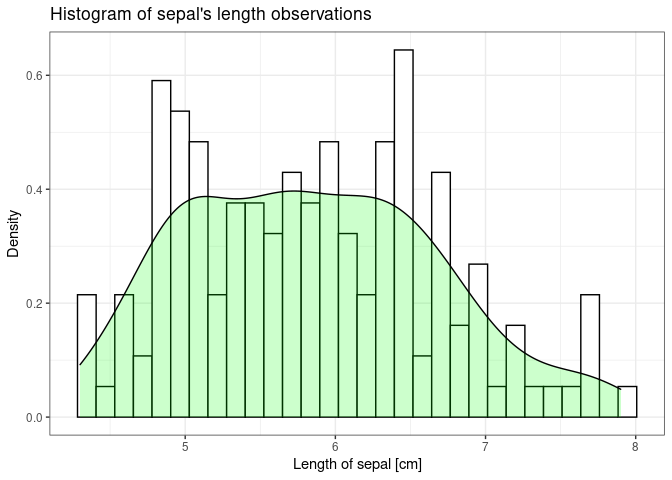 Histogram of sepal's length observations
0.6
0.4
0.2
0.0
Density
5 6 7 8
Length of sepal [cm]